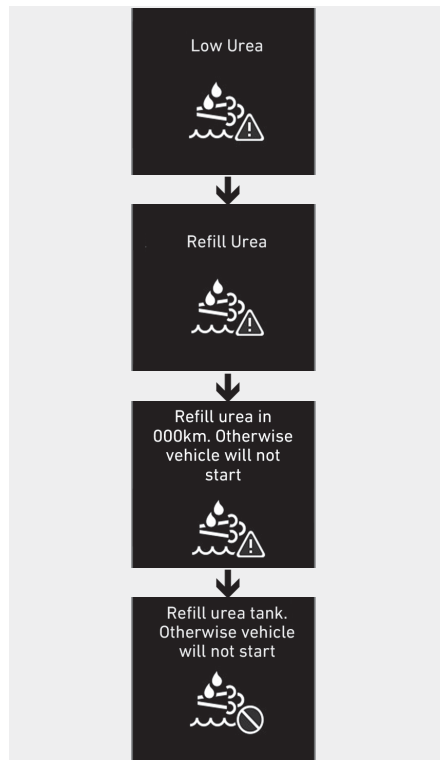 Low Urea
Refill Urea
Refill urea in
000km. Otherwise
vehicle will not
start
Refill urea tank.
Otherwise vehicle
will not start